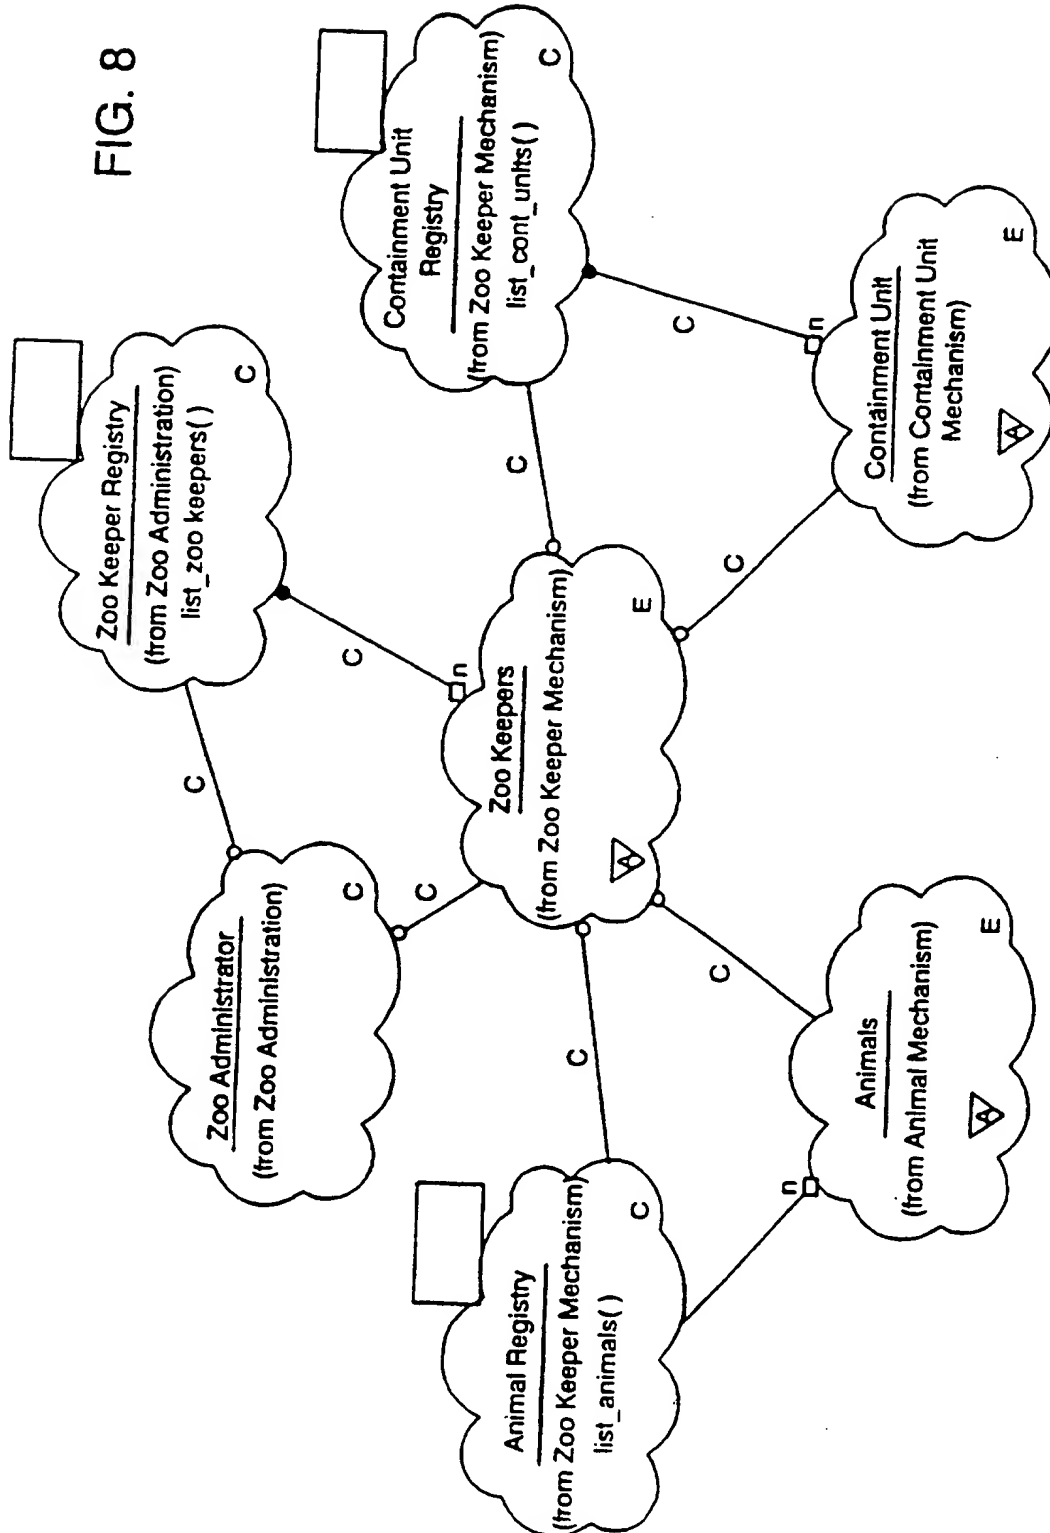 FIG. 8
Zoo Administrator
(from Zoo Administration)
C
C
Zoo Keeper Registry
(from Zoo Administration)
list_zoo keepers( )
C
C
C
Animal Registry
(from Zoo Keeper Mechanism)
list_animals( )
C
C
Zoo Keepers
(from Zoo Keeper Mechanism)
A
E
n
C
Containment Unit
Registry
(from Zoo Keeper Mechanism)
list_cont_units( )
C
C
n
C
C
n
Animals
(from Animal Mechanism)
A
E
Containment Unit
(from Containment Unit
Mechanism)
A
E